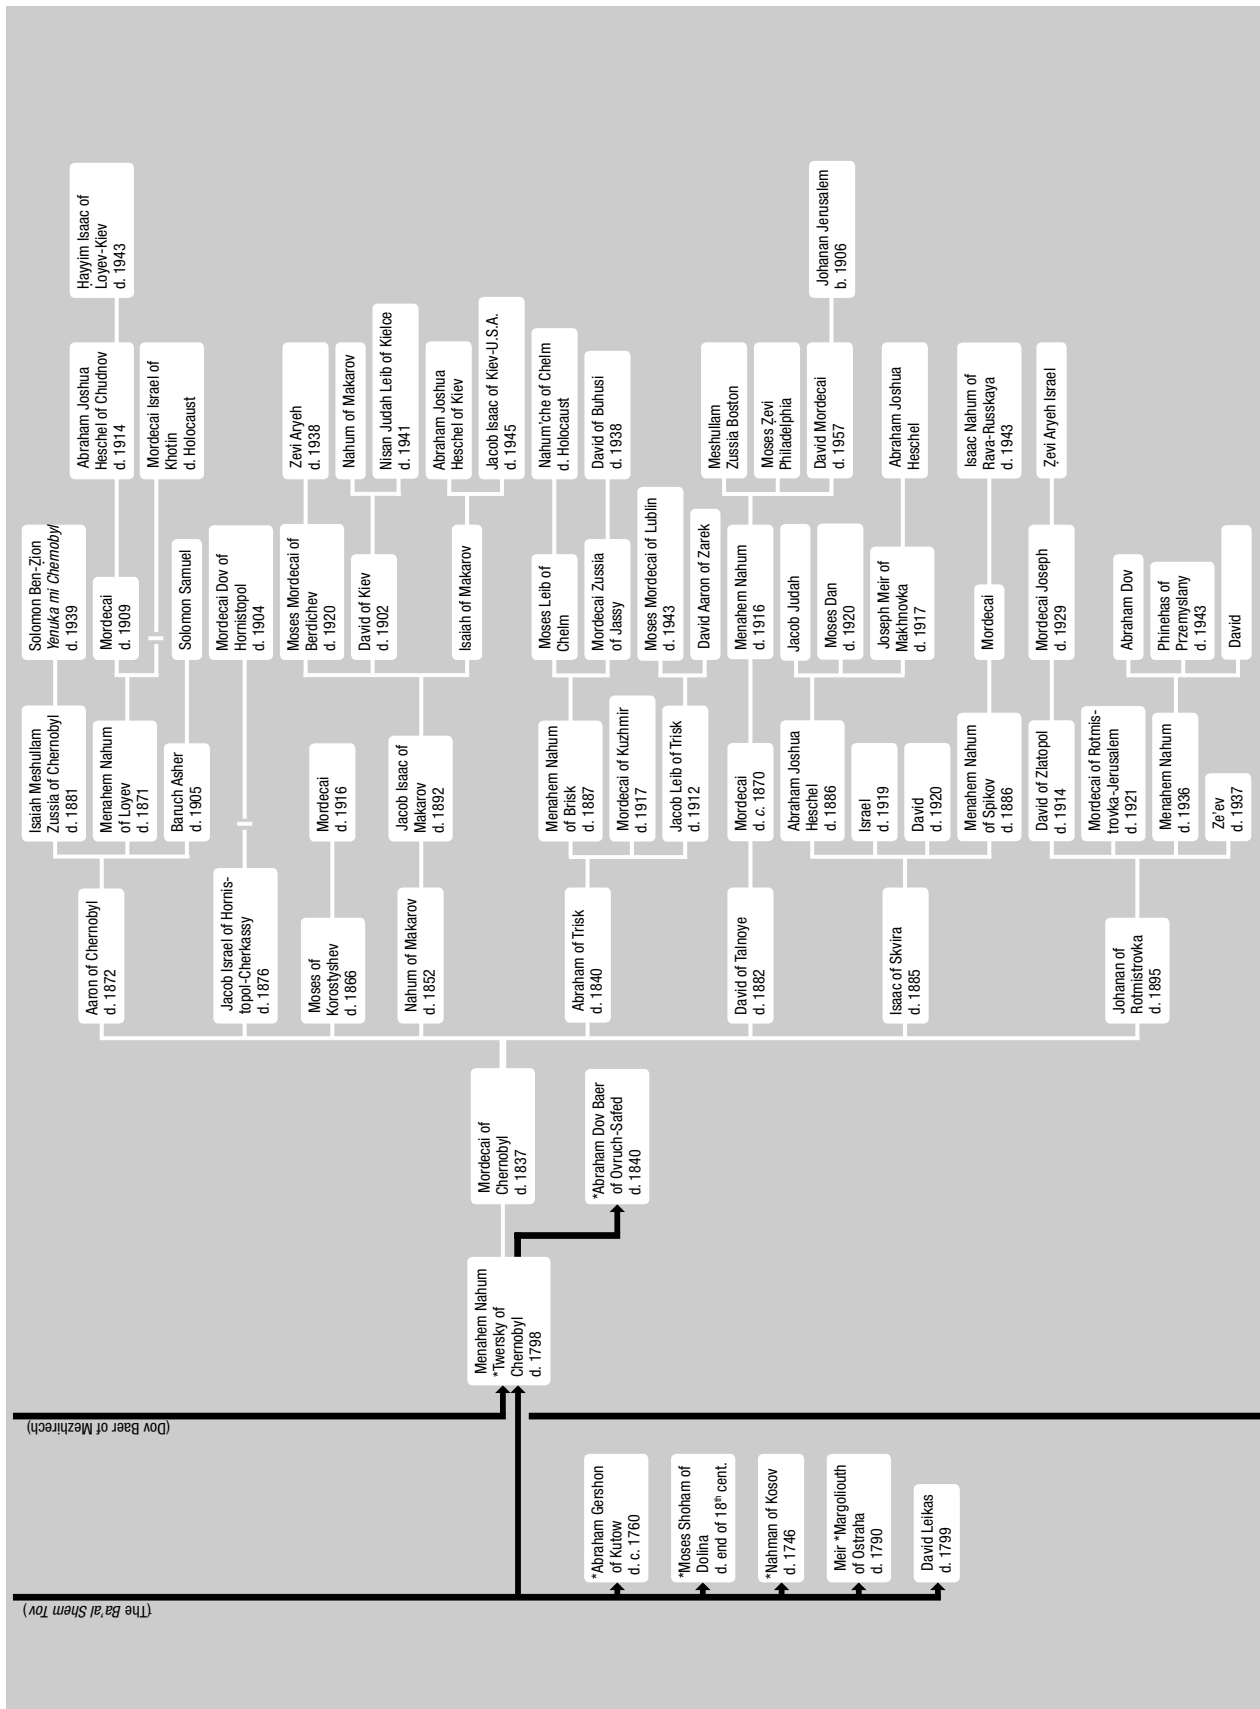 (The Ba'al Shem Tov)
(Dov Baer of Mezhirech)
*Abraham Gershon
of Kutow
d. c. 1760
*Moses Shoham of
Dolina
d. end of 18th cent.
*Nahman of Kosov
d. 1746
Meir *Margoliouth
of Ostraha
d. 1790
David Leikas
d. 1799
Menahem Nahum
*Twersky of
Chernobyl
d. 1798
Mordecai of
Chernobyl
d. 1837
*Abraham Dov Baer
of Ovruch-Safed
d. 1840
Aaron of Chernobyl
d. 1872
Jacob Israel of Hornis-
topol-Cherkassy
d. 1876
Moses of
Korostyshev
d. 1866
Nahum of Makarov
d. 1852
Abraham of Trisk
d. 1840
David of Talnoye
d. 1882
Isaac of Skvira
d. 1885
Johanan of
Rotmistrovka
d. 1895
Isaiah Meshullam
Zussia of Chernobyl
d. 1881
Menahem Nahum
of Loyev
d. 1871
Baruch Asher
d. 1905
Mordecai
d. 1916
Jacob Isaac of
Makarov
d. 1892
Menahem Nahum
of Brisk
d. 1887
Mordecai of Kuzhmir
d. 1917
Jacob Leib of Trisk
d. 1912
Mordecai
d. c. 1870
Abraham Joshua
Heschel
d. 1886
Israel
d. 1919
David
d. 1920
Menahem Nahum
of Spikov
d. 1886
David of Zlatopol
d. 1914
Mordecai of Rotmis-
trovka-Jerusalem
d. 1921
Menahem Nahum
d. 1936
Ze'ev
d. 1937
Solomon Ben-Ẓion
Yenuka mi Chernobyl
d. 1939
Mordecai
d. 1909
Solomon Samuel
Mordecai Dov of
Hornistopol
d. 1904
Moses Mordecai of
Berdichev
d. 1920
David of Kiev
d. 1902
Isaiah of Makarov
Moses Leib of
Chelm
Mordecai Zussia
of Jassy
Moses Mordecai of Lublin
d. 1943
David Aaron of Zarek
Menahem Nahum
d. 1916
Jacob Judah
Moses Dan
d. 1920
Joseph Meir of
Makhnovka
d. 1917
Mordecai
Mordecai Joseph
d. 1929
Abraham Dov
Phinehas of
Przemyslany
d. 1943
David
Abraham Joshua
Heschel of Chudnov
d. 1914
Mordecai Israel of
Khotin
d. Holocaust
Ẓevi Aryeh
d. 1938
Nahum of Makarov
Nisan Judah Leib of Kielce
d. 1941
Abraham Joshua
Heschel of Kiev
Jacob Isaac of Kiev-U.S.A.
d. 1945
Nahum'che of Chelm
d. Holocaust
David of Buhusi
d. 1938
Meshullam
Zussia Boston
Moses Ẓevi
Philadelphia
David Mordecai
d. 1957
Abraham Joshua
Heschel
Isaac Nahum of
Rava-Russkaya
d. 1943
Ẓevi Aryeh Israel
Ḥayyim Isaac of
Loyev-Kiev
d. 1943
Johanan Jerusalem
b. 1906